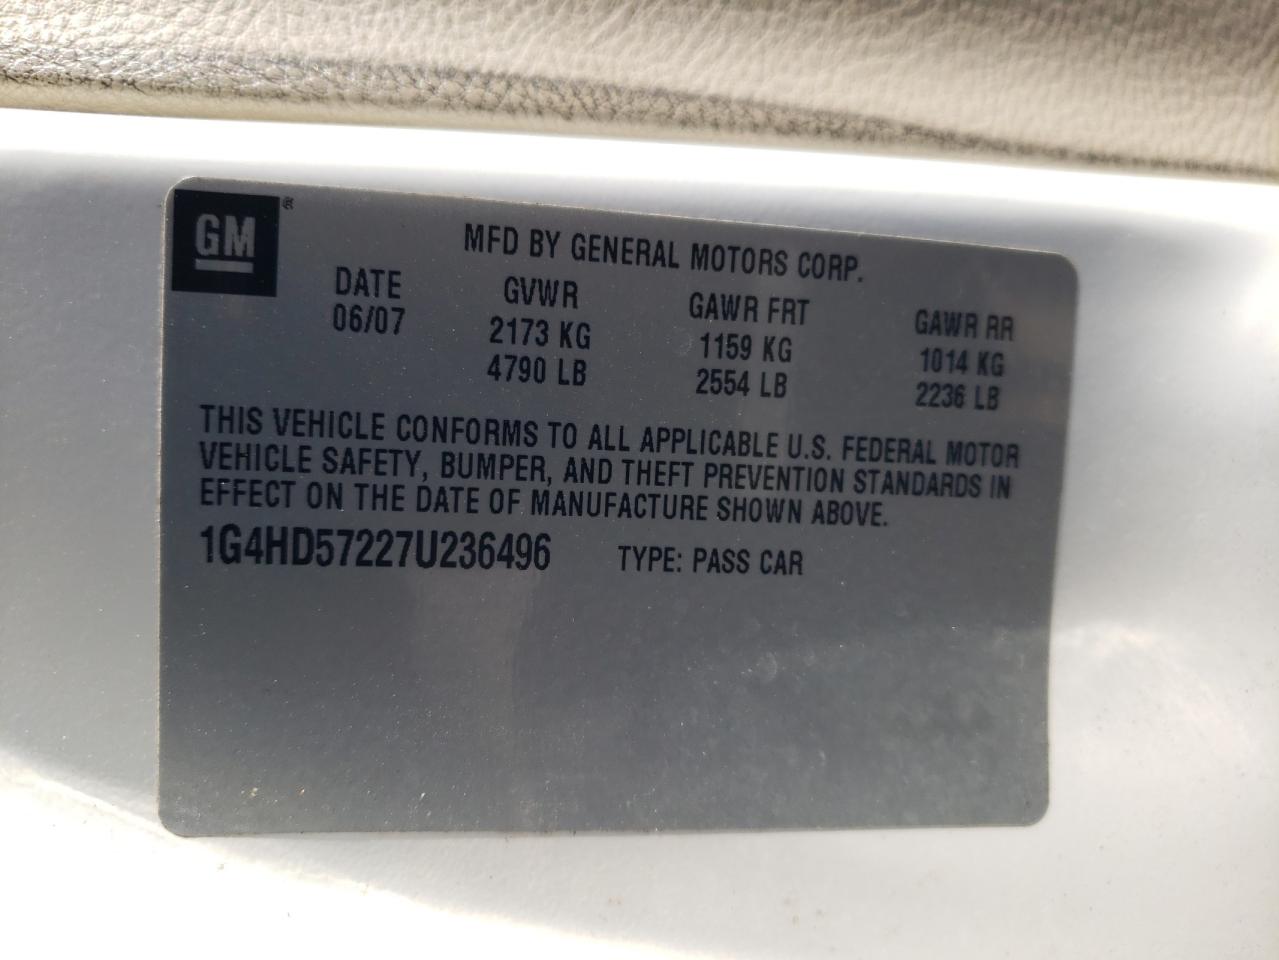 GM ®
MFD BY GENERAL MOTORS CORP.
DATE GVWR GAWR FRT GAWR RR
06/07 2173 KG 1159 KG 1014 KG
4790 LB 2554 LB 2236 LB
THIS VEHICLE CONFORMS TO ALL APPLICABLE U.S. FEDERAL MOTOR
VEHICLE SAFETY, BUMPER, AND THEFT PREVENTION STANDARDS IN
EFFECT ON THE DATE OF MANUFACTURE SHOWN ABOVE.
1G4HD57227U236496 TYPE: PASS CAR